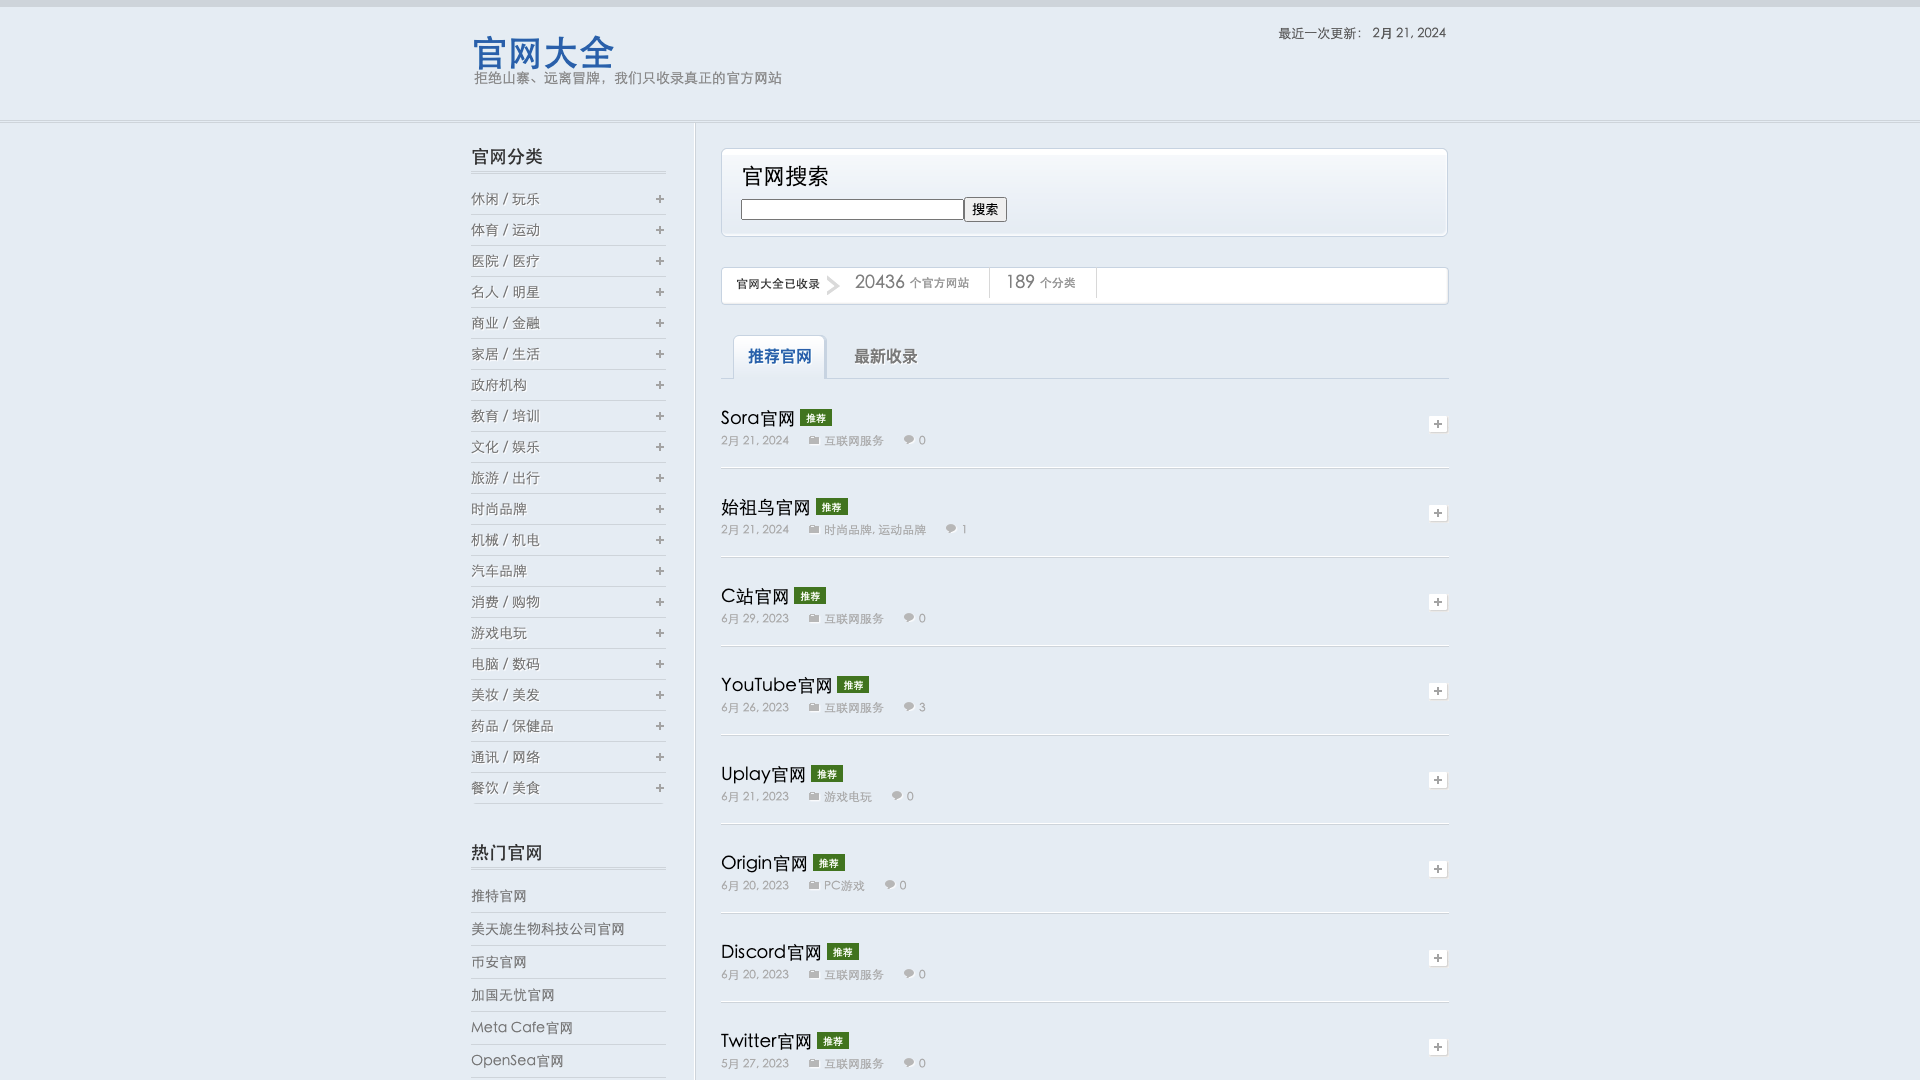 官网大全
拒绝山寨、远离冒牌，我们只收录真正的官方网站
最近一次更新： 2月 21, 2024
官网分类
休闲 / 玩乐
体育 / 运动
医院 / 医疗
名人 / 明星
商业 / 金融
家居 / 生活
政府机构
教育 / 培训
文化 / 娱乐
旅游 / 出行
时尚品牌
机械 / 机电
汽车品牌
消费 / 购物
游戏电玩
电脑 / 数码
美妆 / 美发
药品 / 保健品
通讯 / 网络
餐饮 / 美食
热门官网
推特官网
美天旎生物科技公司官网
币安官网
加国无忧官网
Meta Cafe官网
OpenSea官网
官网搜索
搜索
官网大全已收录 20436 个官方网站 189 个分类
推荐官网 最新收录
Sora官网 推荐
2月 21, 2024 互联网服务 0
始祖鸟官网 推荐
2月 21, 2024 时尚品牌, 运动品牌 1
C站官网 推荐
6月 29, 2023 互联网服务 0
YouTube官网 推荐
6月 26, 2023 互联网服务 3
Uplay官网 推荐
6月 21, 2023 游戏电玩 0
Origin官网 推荐
6月 20, 2023 PC游戏 0
Discord官网 推荐
6月 20, 2023 互联网服务 0
Twitter官网 推荐
5月 27, 2023 互联网服务 0